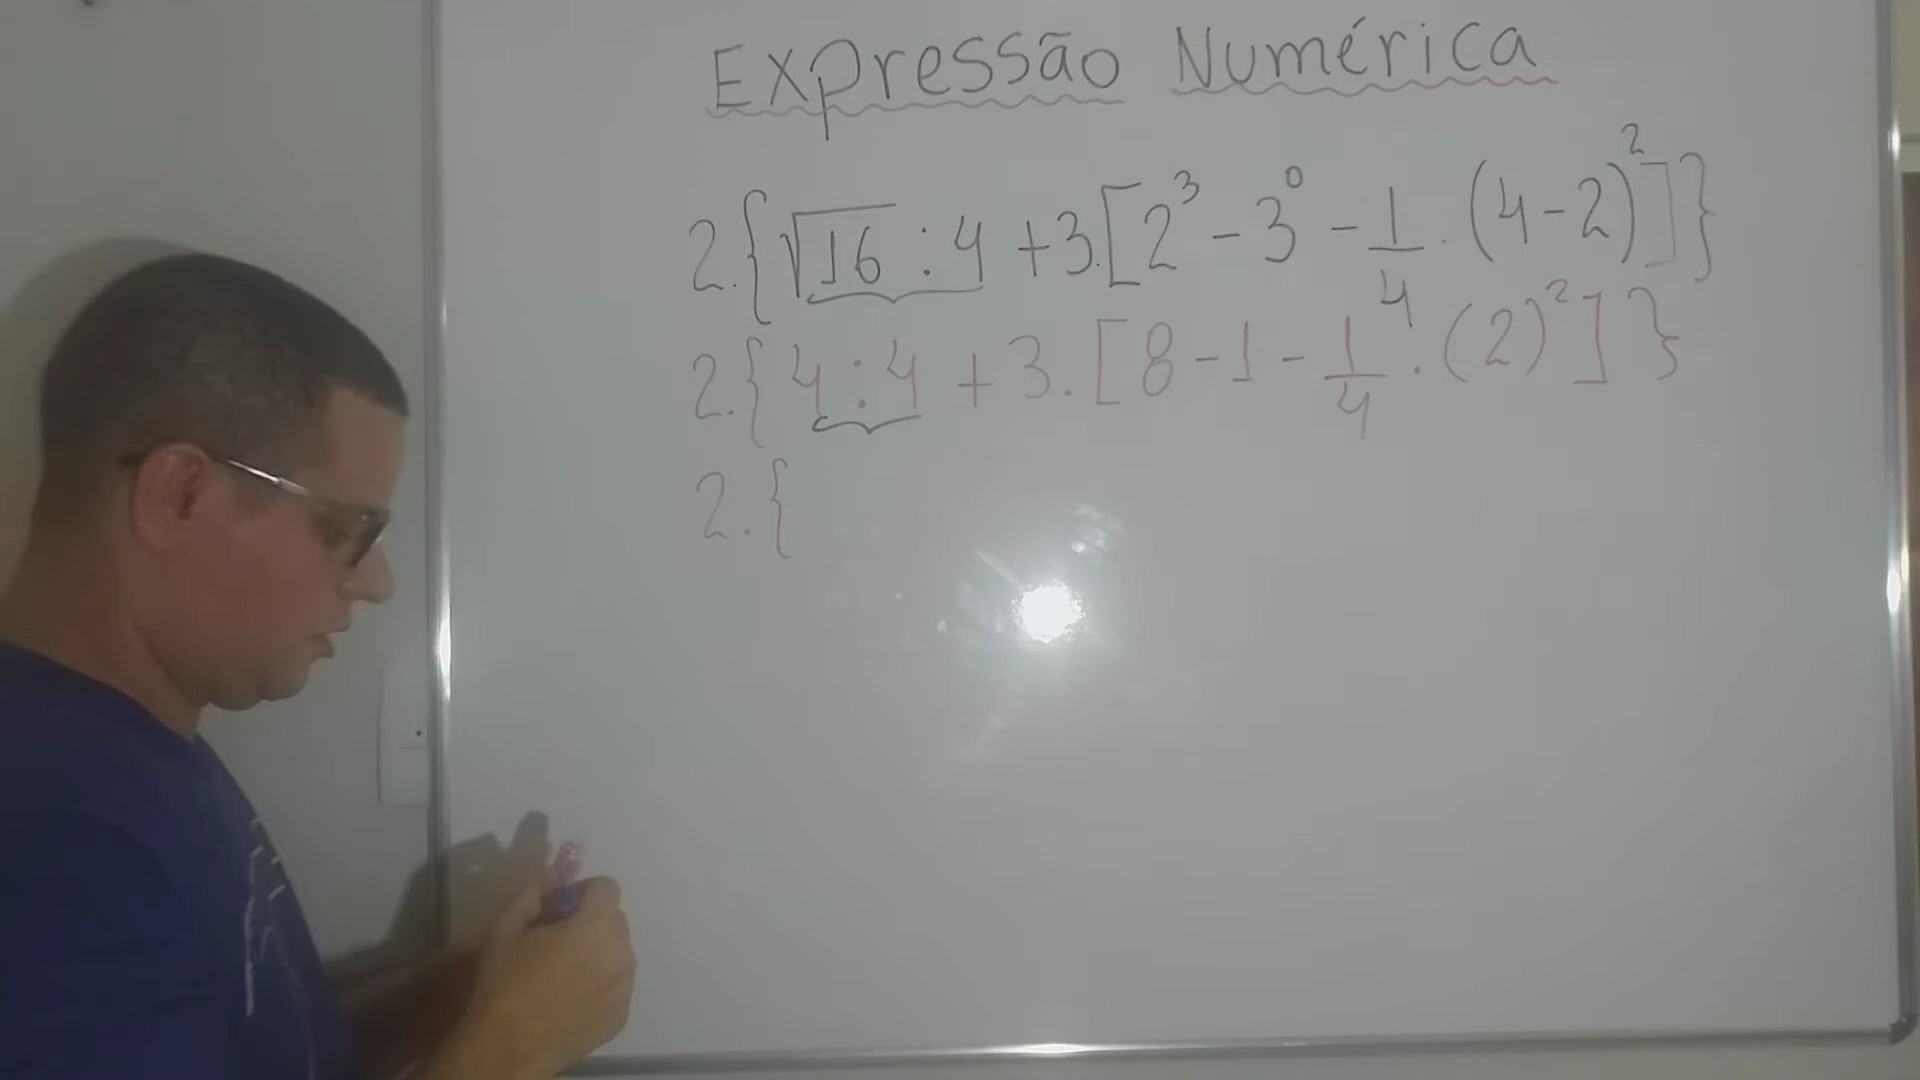 Expressão Numérica
2.{√16 : 4 + 3.[2³ - 3⁰ - 1/4 . (4-2)²]}
2.{4:4 + 3.[8-1-1/4.(2)²]}
2.{